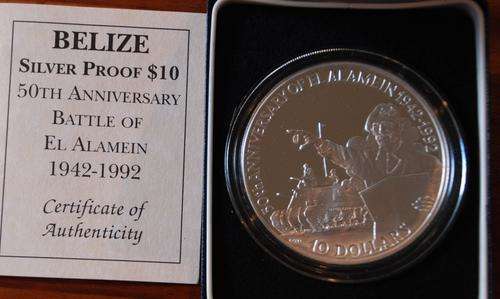 BELIZE
SILVER PROOF $10
50TH ANNIVERSARY
BATTLE OF
EL ALAMEIN
1942-1992
Certificate of
Authenticity
50th ANNIVERSARY OF EL ALAMEIN 1942-1992
10 DOLLARS